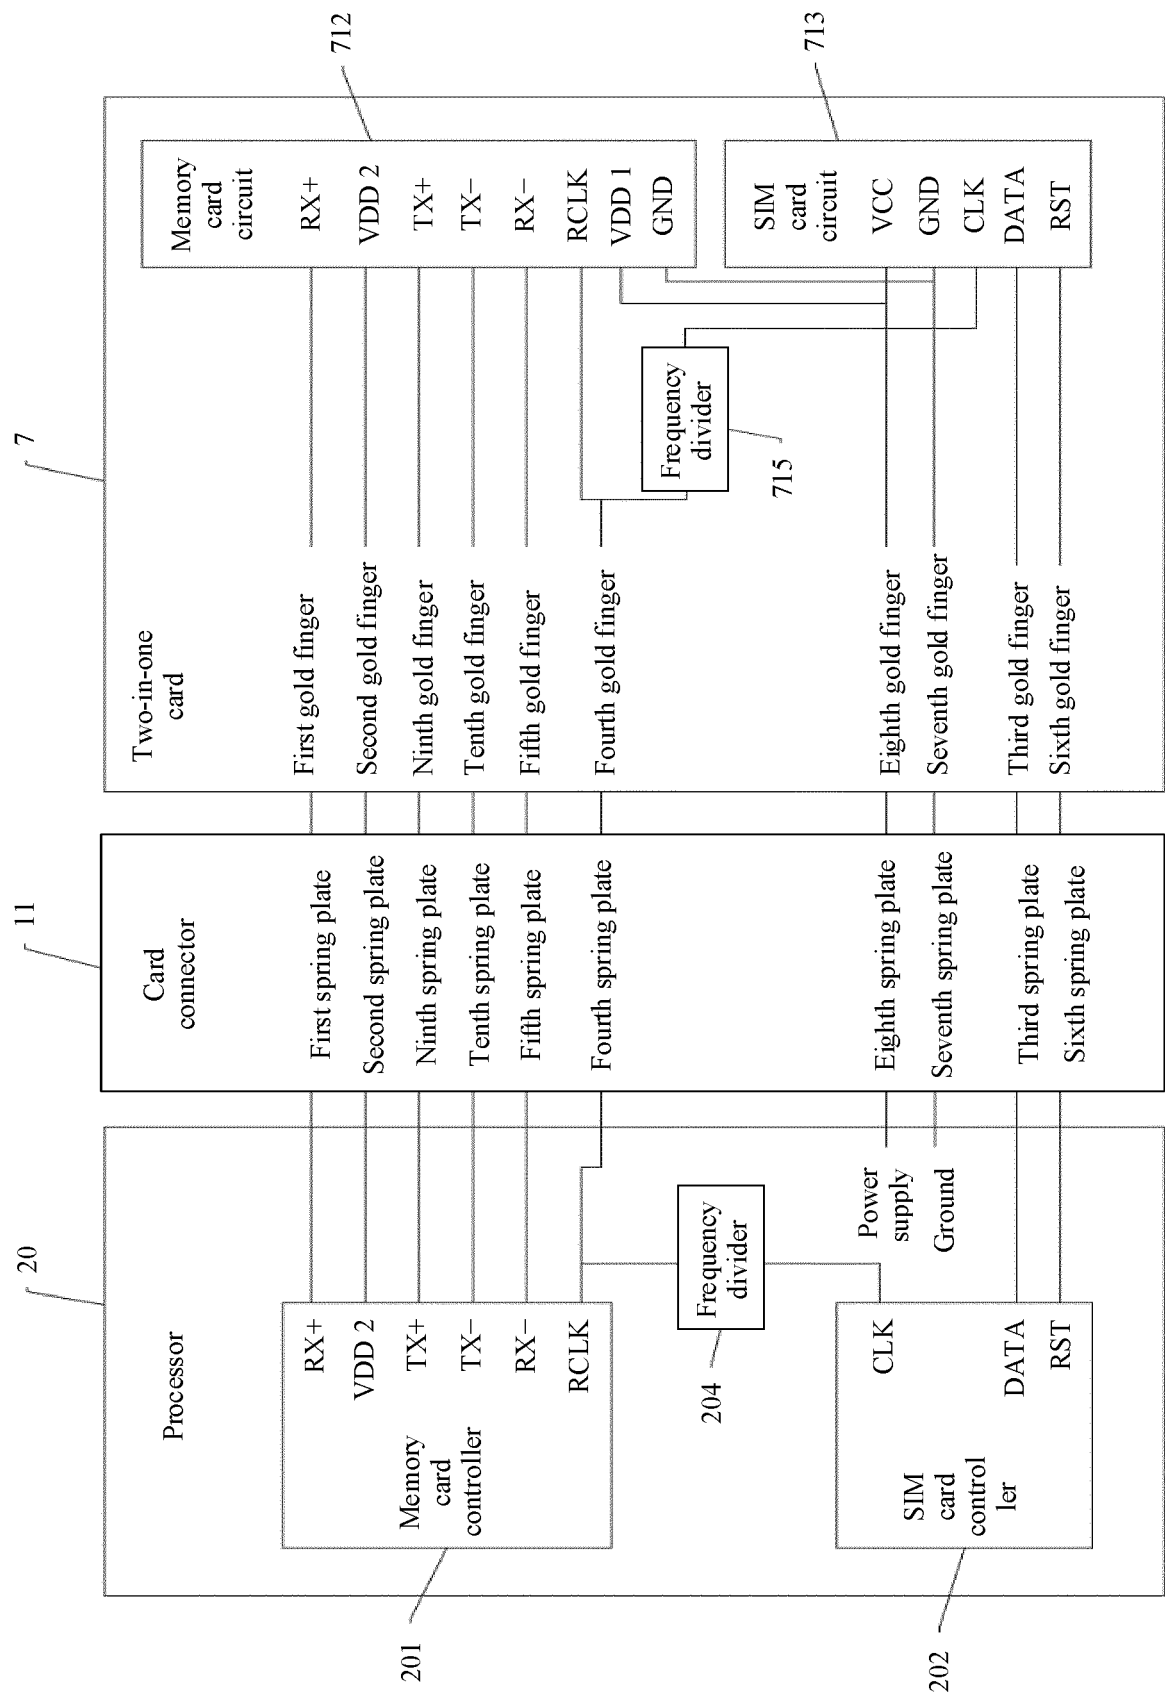 20
11
7
Processor
Card
connector
Two-in-one
card
201
Memory
card
controller
RX+
VDD 2
TX+
TX−
RX−
RCLK
204
Frequency
divider
202
SIM
card
control
ler
CLK
DATA
RST
Power
supply
Ground
First spring plate
Second spring plate
Ninth spring plate
Tenth spring plate
Fifth spring plate
Fourth spring plate
Eighth spring plate
Seventh spring plate
Third spring plate
Sixth spring plate
First gold finger
Second gold finger
Ninth gold finger
Tenth gold finger
Fifth gold finger
Fourth gold finger
Eighth gold finger
Seventh gold finger
Third gold finger
Sixth gold finger
Frequency
divider
715
712
Memory
card
circuit
RX+
VDD 2
TX+
TX−
RX−
RCLK
VDD 1
GND
713
SIM
card
circuit
VCC
GND
CLK
DATA
RST